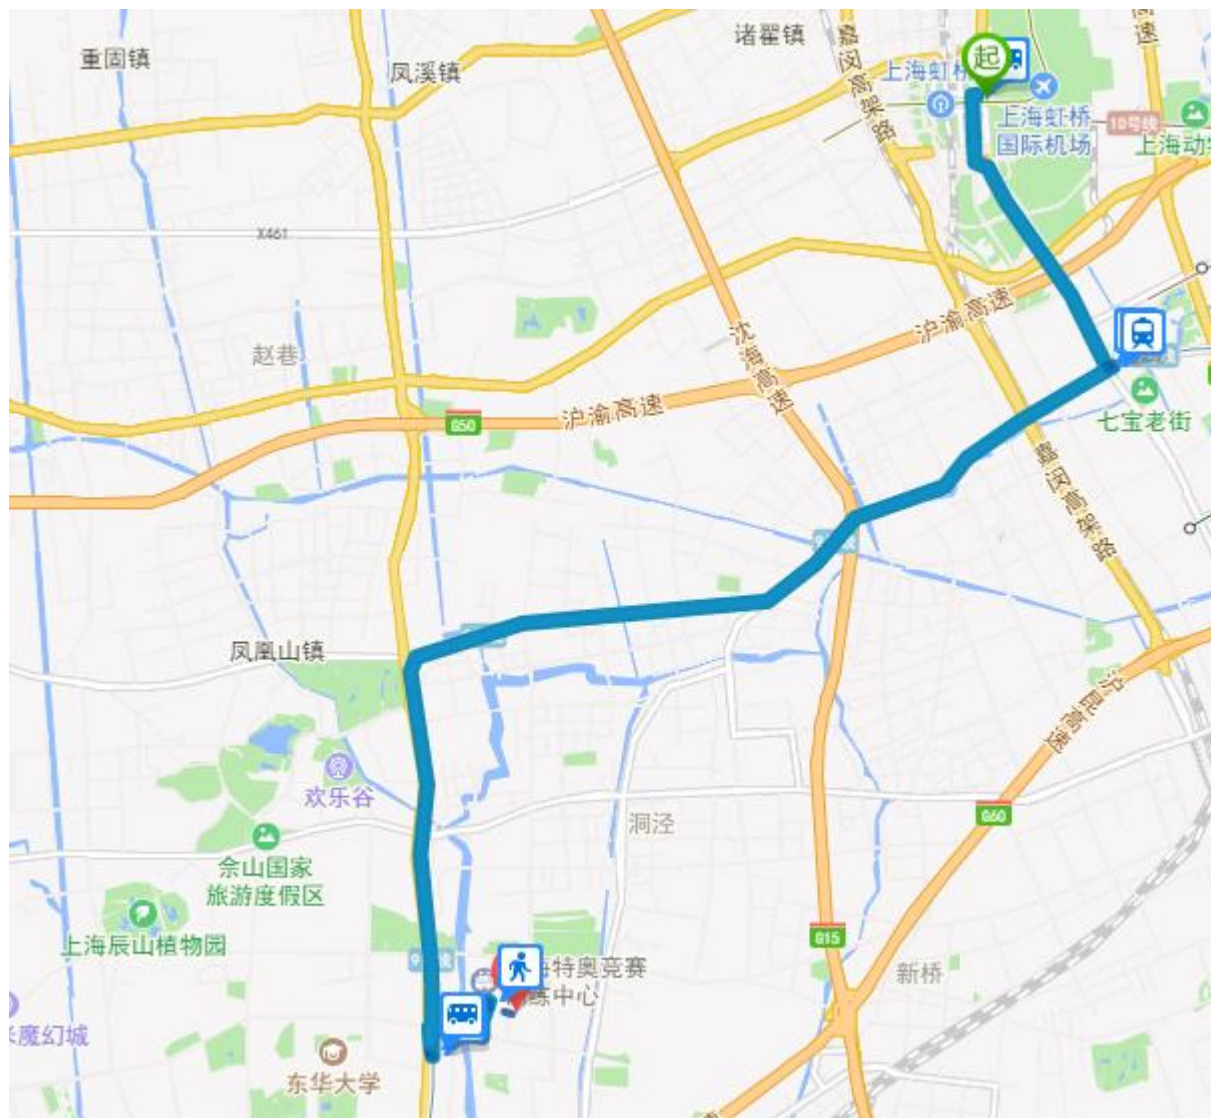 重固镇
凤溪镇
诸翟镇
嘉闵高架路
起
上海虹桥
上海虹桥
国际机场
10号线
上海动物
高速
X461
赵巷
沈海高速
沪渝高速
沪渝高速
G50
七宝老街
嘉闵高架路
凤凰山镇
沪昆高速
欢乐谷
洞泾
G60
佘山国家
旅游度假区
上海辰山植物园
G15
新桥
海特奥竞赛
训练中心
米魔幻城
东华大学